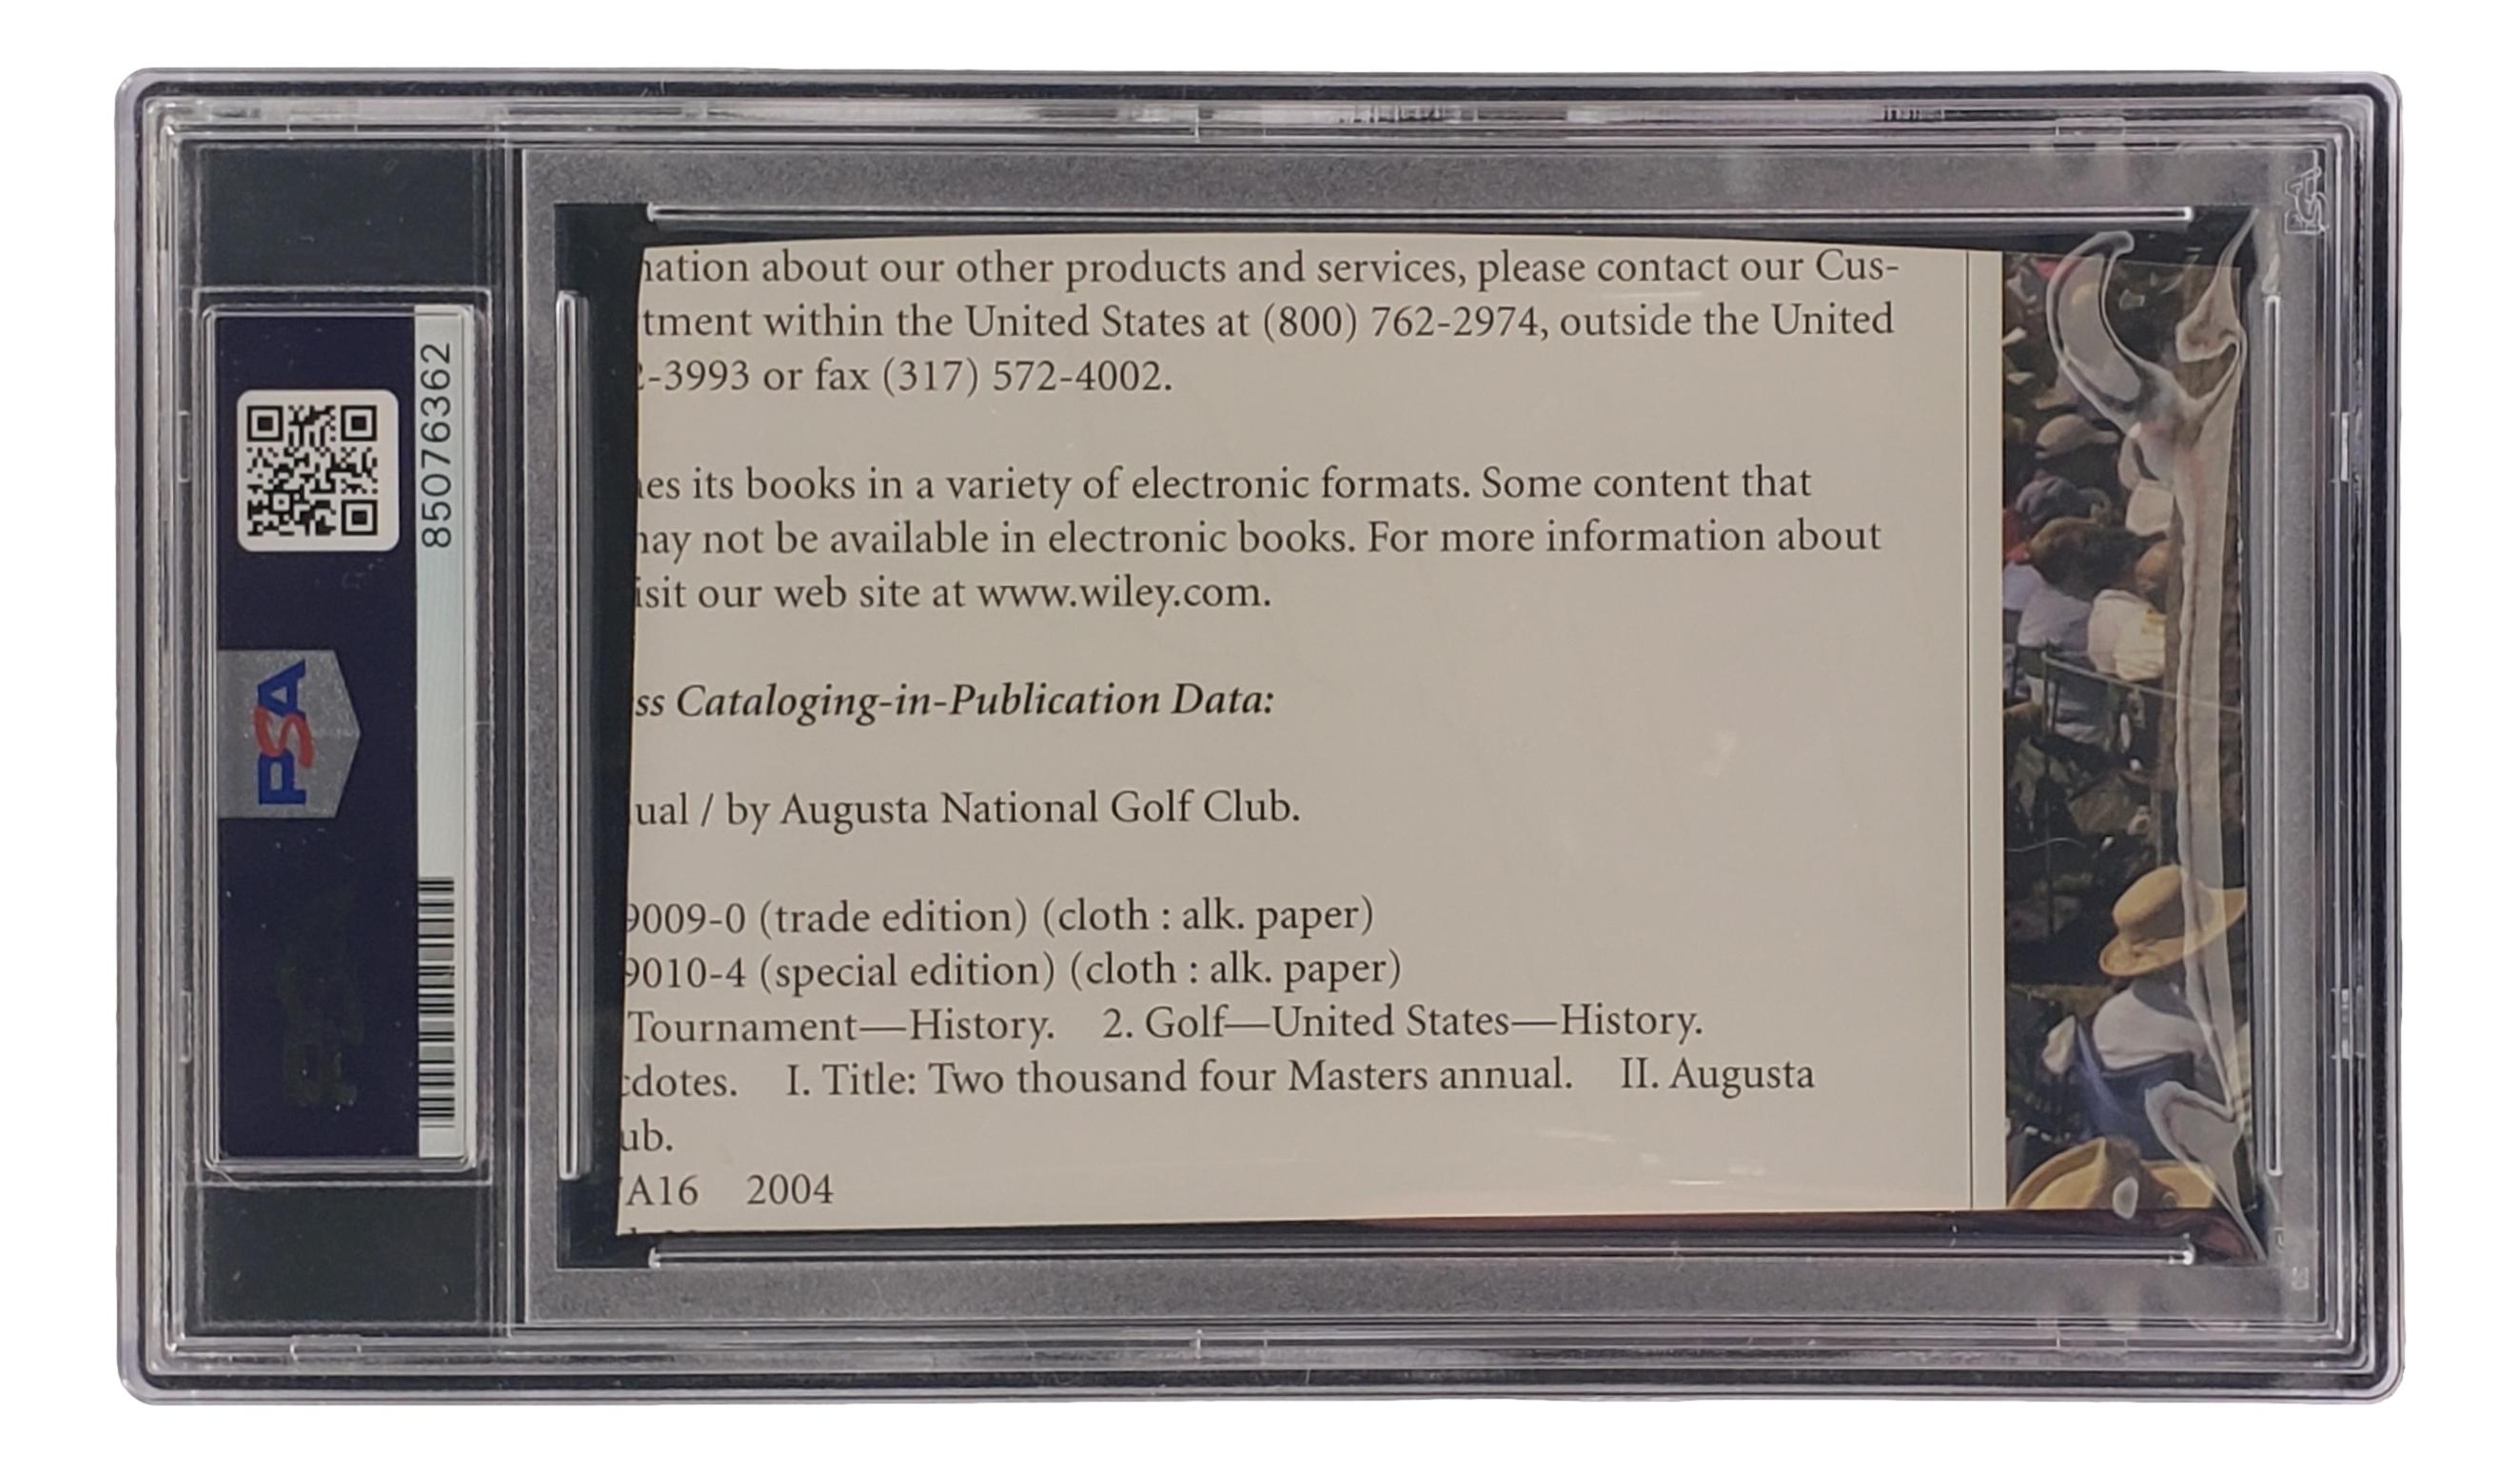 85076362
PSA
PSA
nation about our other products and services, please contact our Cus-
tment within the United States at (800) 762-2974, outside the United
-3993 or fax (317) 572-4002.
es its books in a variety of electronic formats. Some content that
nay not be available in electronic books. For more information about
isit our web site at www.wiley.com.
ss Cataloging-in-Publication Data:
ual / by Augusta National Golf Club.
9009-0 (trade edition) (cloth : alk. paper)
9010-4 (special edition) (cloth : alk. paper)
Tournament—History. 2. Golf—United States—History.
cdotes. I. Title: Two thousand four Masters annual. II. Augusta
ub.
A16 2004